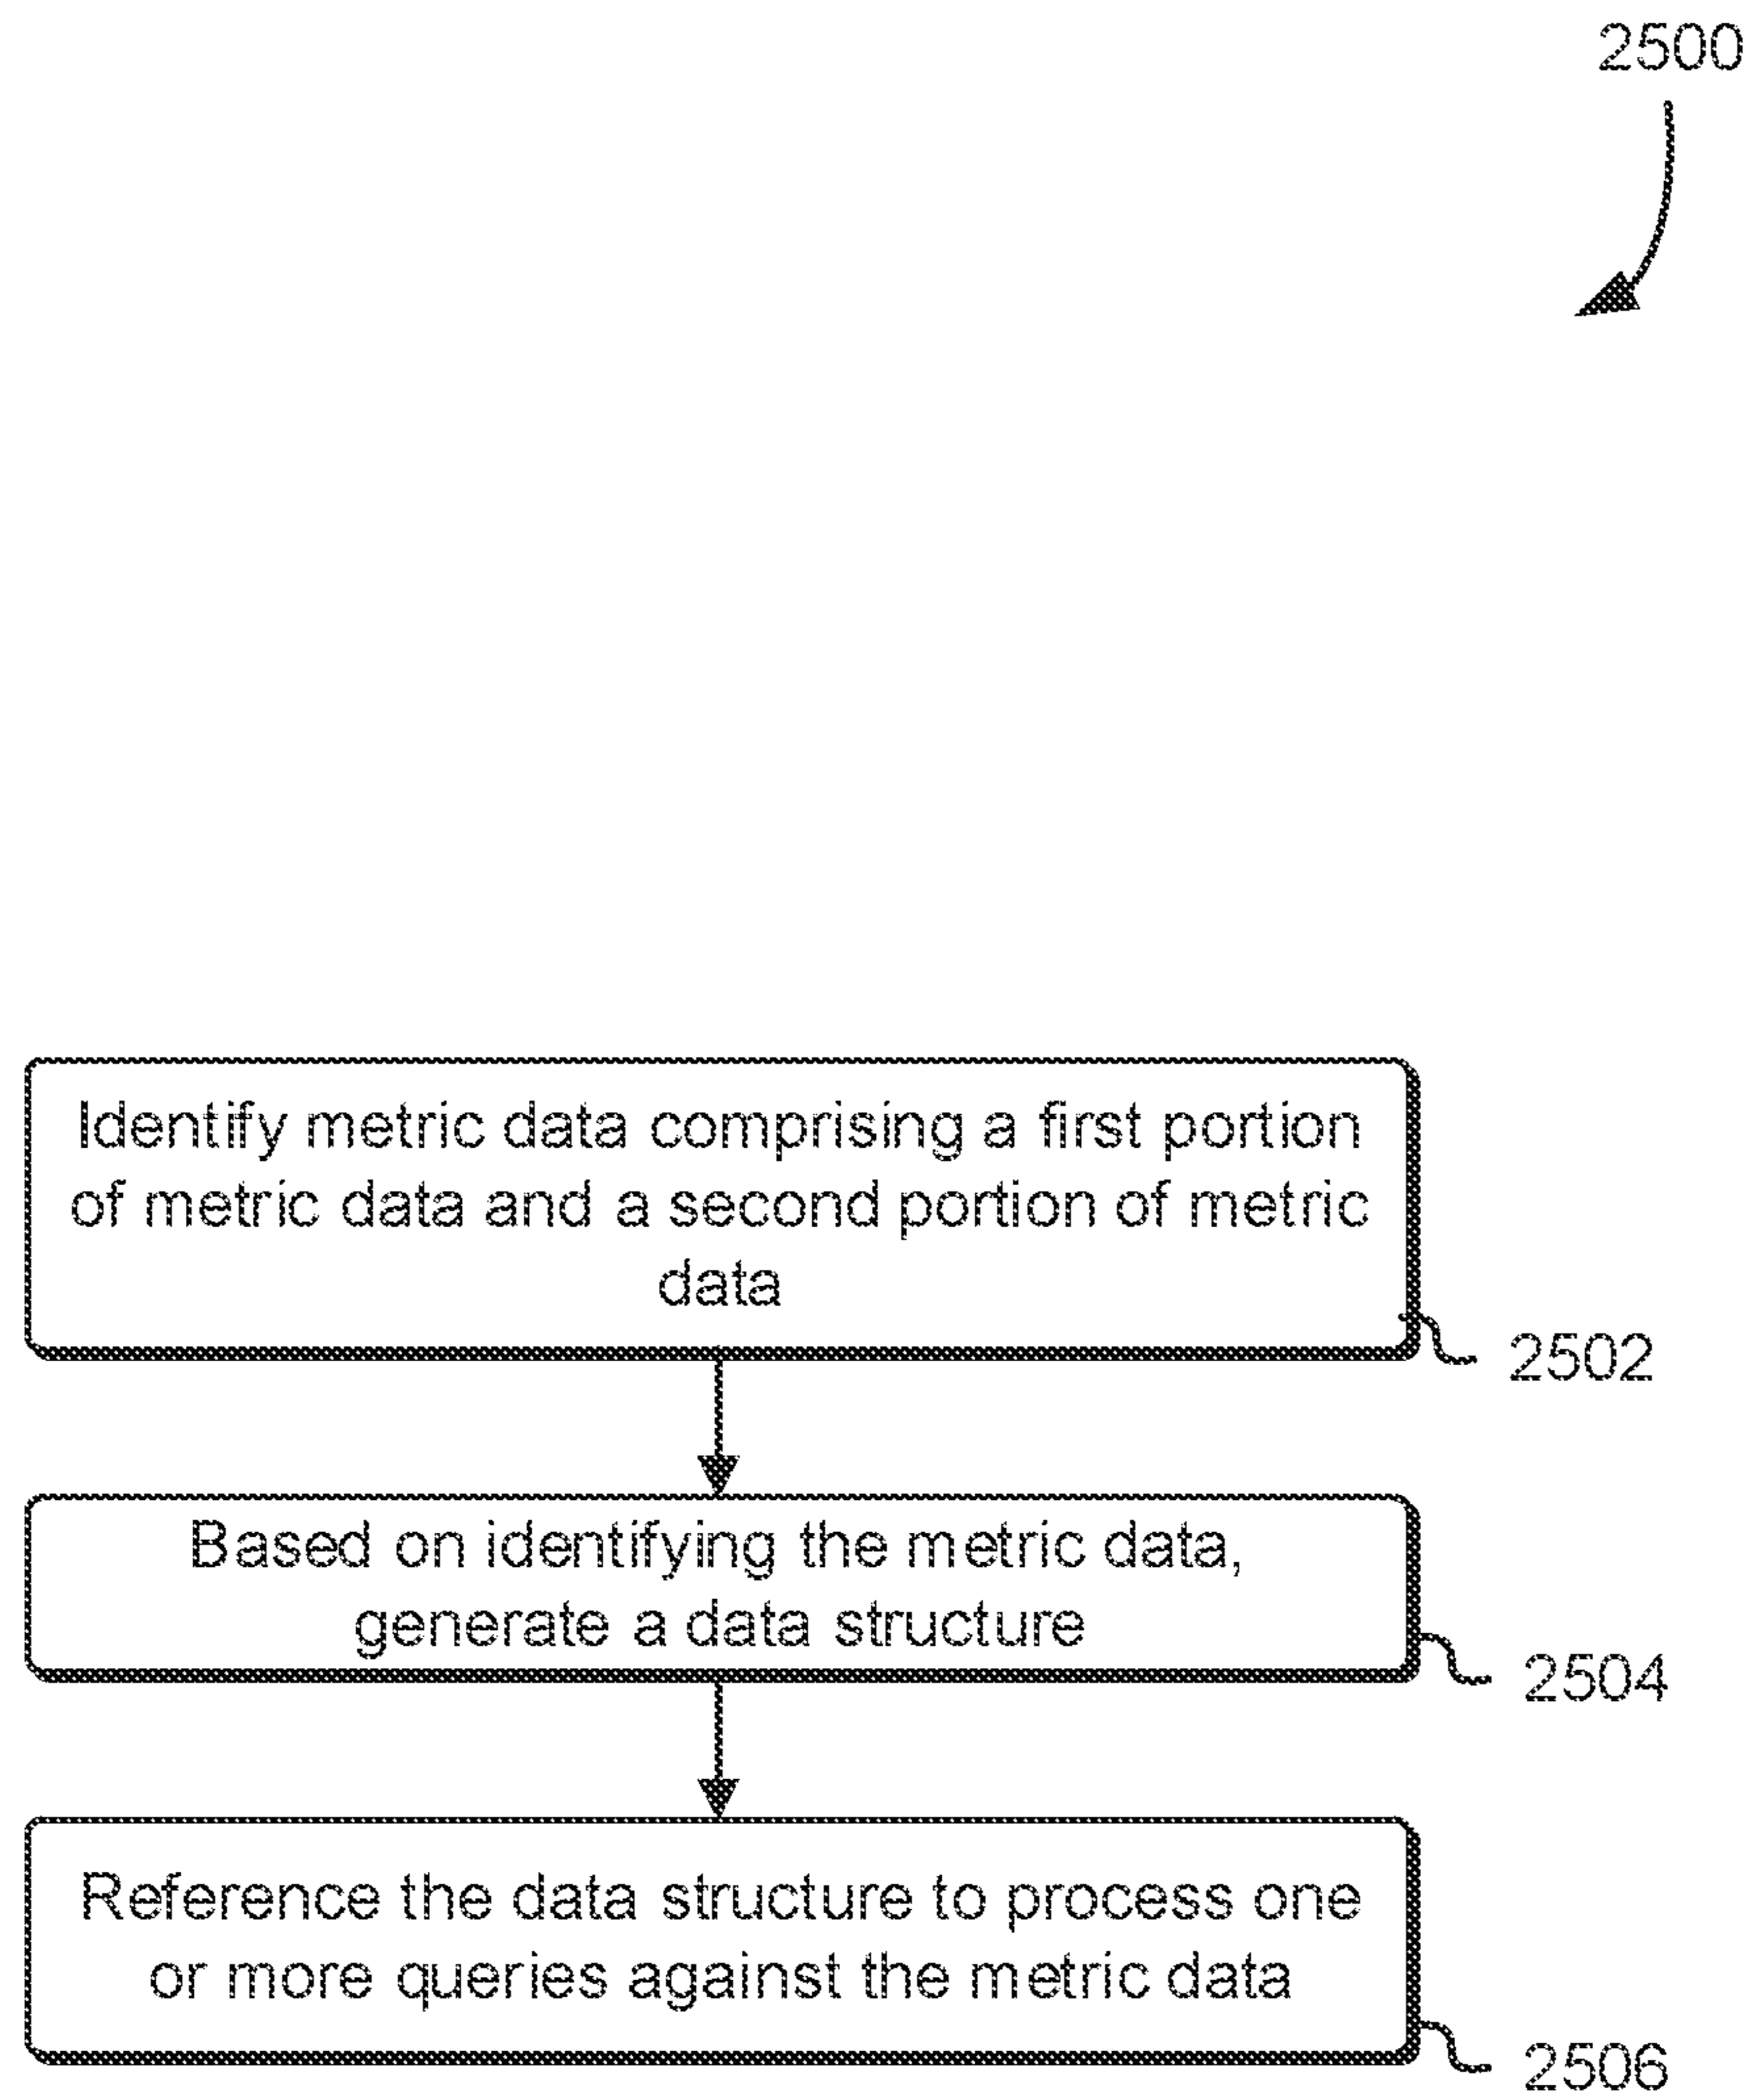 2500
Identify metric data comprising a first portion
of metric data and a second portion of metric
data
2502
Based on identifying the metric data,
generate a data structure
2504
Reference the data structure to process one
or more queries against the metric data
2506